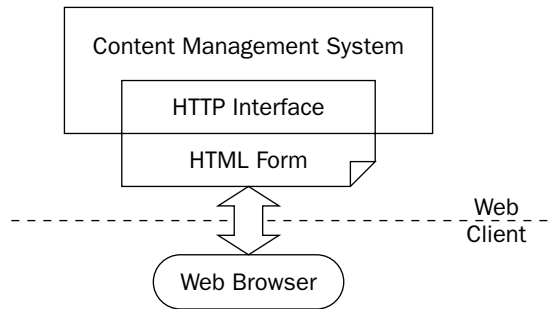 Content Management System
HTTP Interface
HTML Form
Web
Client
Web Browser